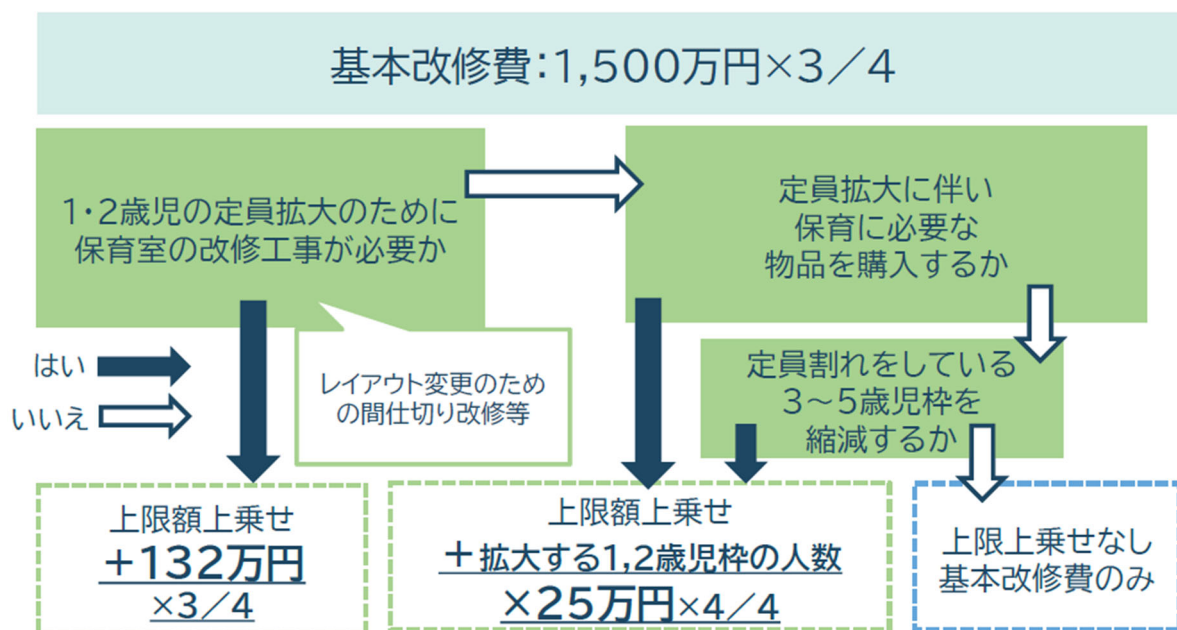 基本改修費：1,500万円×3／4
1・2歳児の定員拡大のために
保育室の改修工事が必要か
定員拡大に伴い
保育に必要な
物品を購入するか
はい
いいえ
レイアウト変更のため
の間仕切り改修等
定員割れをしている
3～5歳児枠を
縮減するか
上限額上乗せ
＋132万円
×3／4
上限額上乗せ
＋拡大する1,2歳児枠の人数
×25万円×4／4
上限上乗せなし
基本改修費のみ